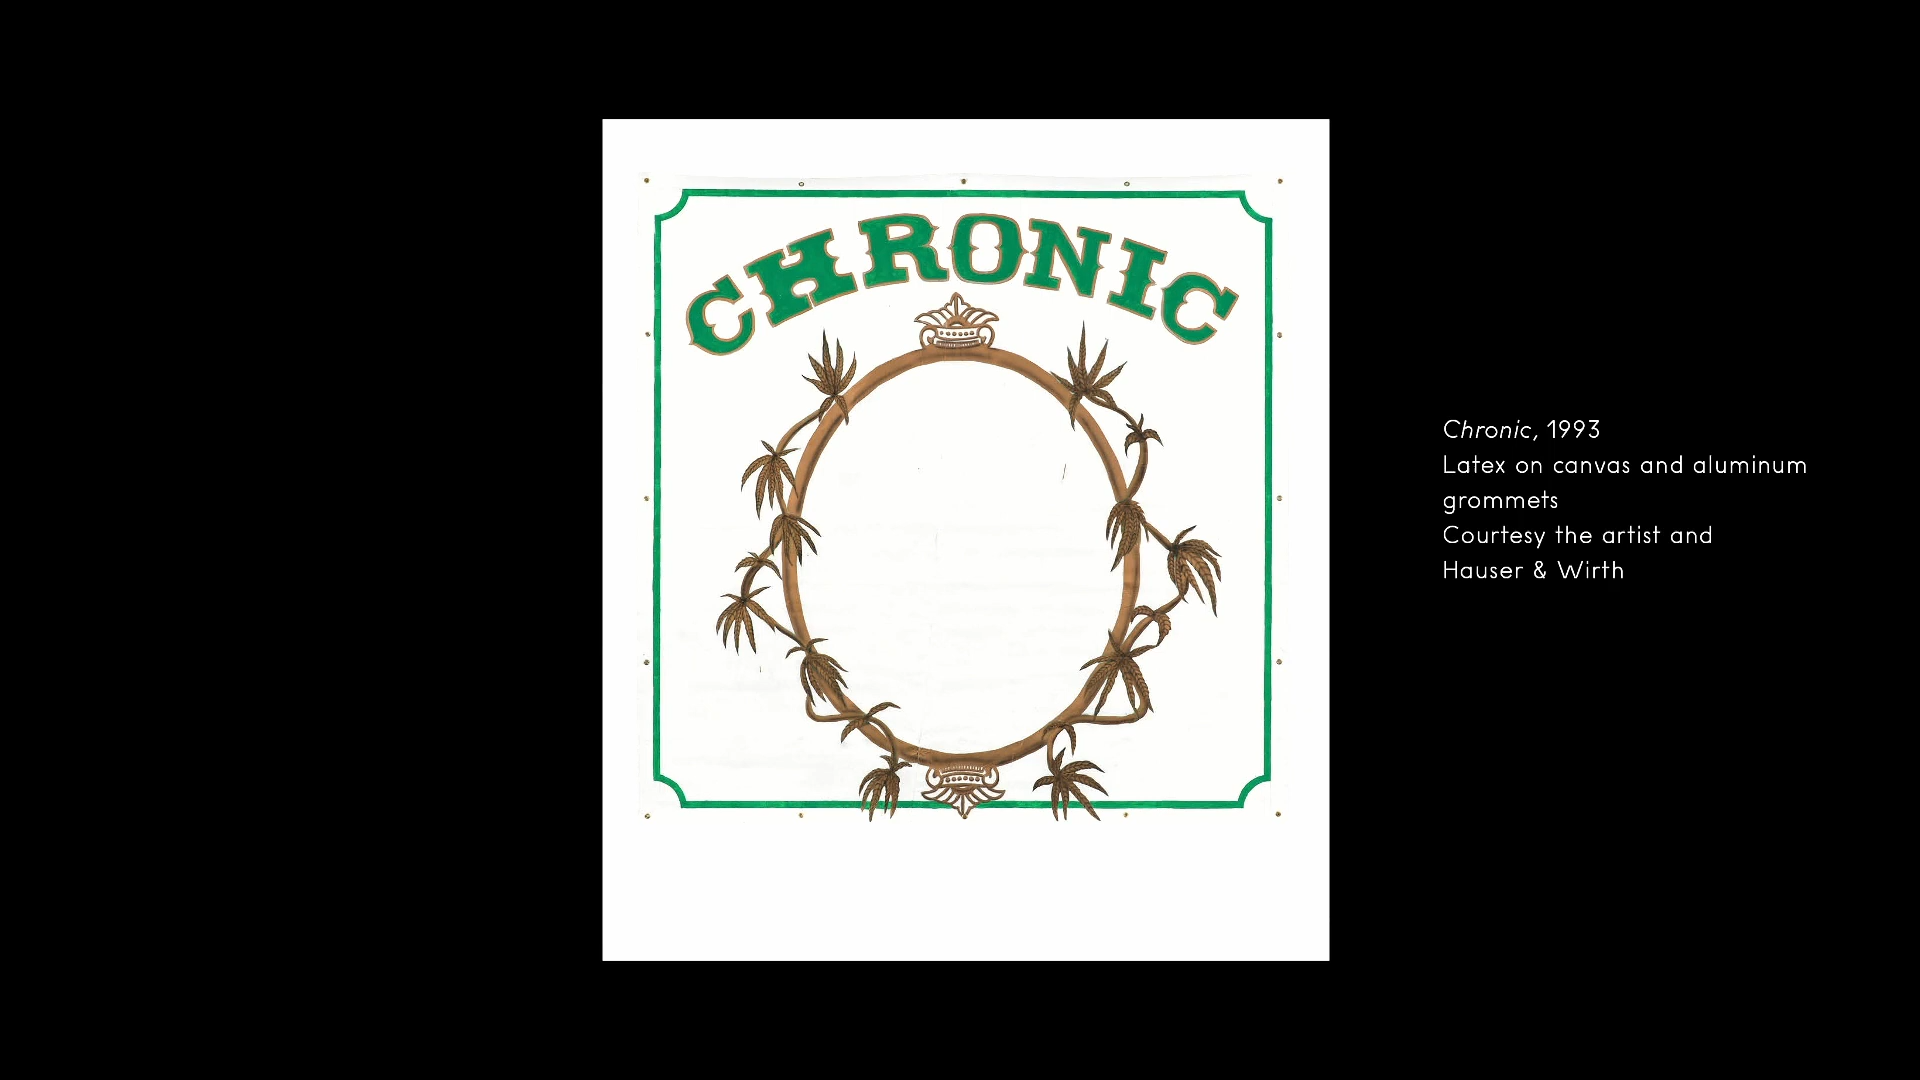 CHRONIC
Chronic, 1993
Latex on canvas and aluminum
grommets
Courtesy the artist and
Hauser & Wirth